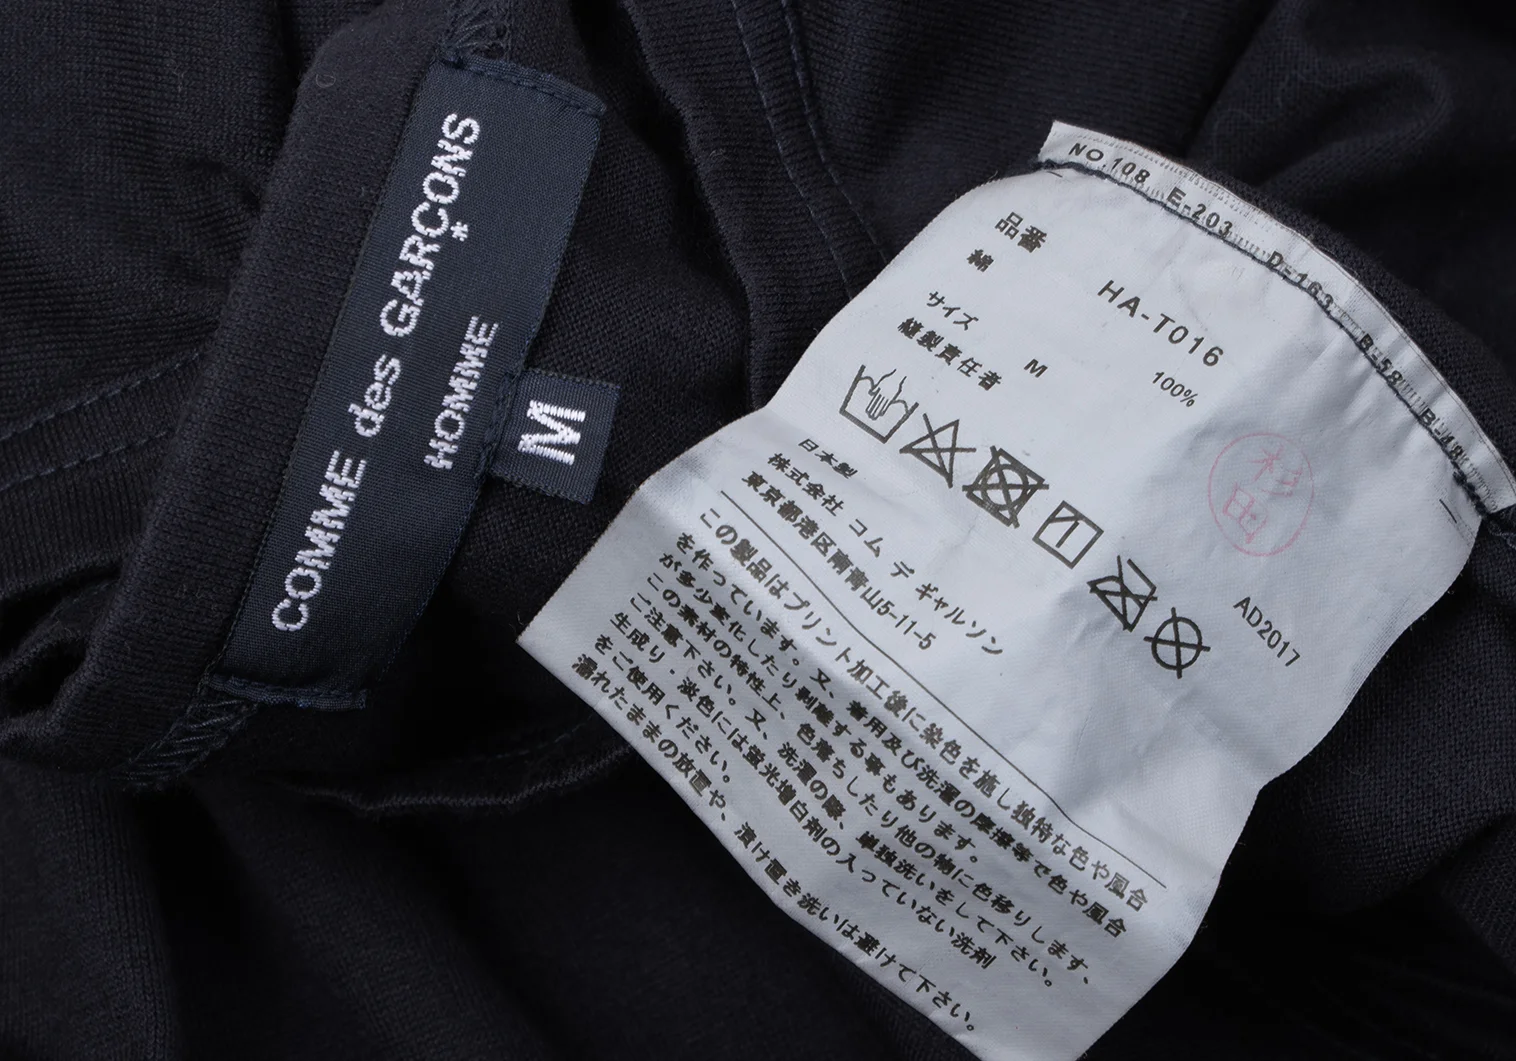 COMME des GARÇONS
HOMME
M
NO.108 E-203 D-163 B-58 B-48
品番 HA-T016
綿 100%
サイズ M
縫製責任者
日本製
AD2017
株式会社 コム デ ギャルソン
東京都港区南青山5-11-5
この製品はプリント加工後に染色を施し独特な色や風合
を作っています。又、着用及び洗濯の摩擦等で色や風合
が多少変化したり剥離する事もあります。
この素材の特性上、色落ちしたり他の物に色移りします、
ご注意下さい。又、洗濯の際、単独洗いをして下さい。
生成り・淡色には蛍光増白剤の入っていない洗剤
をご使用ください。
濡れたままの放置や、漬け置き洗いは避けて下さい。